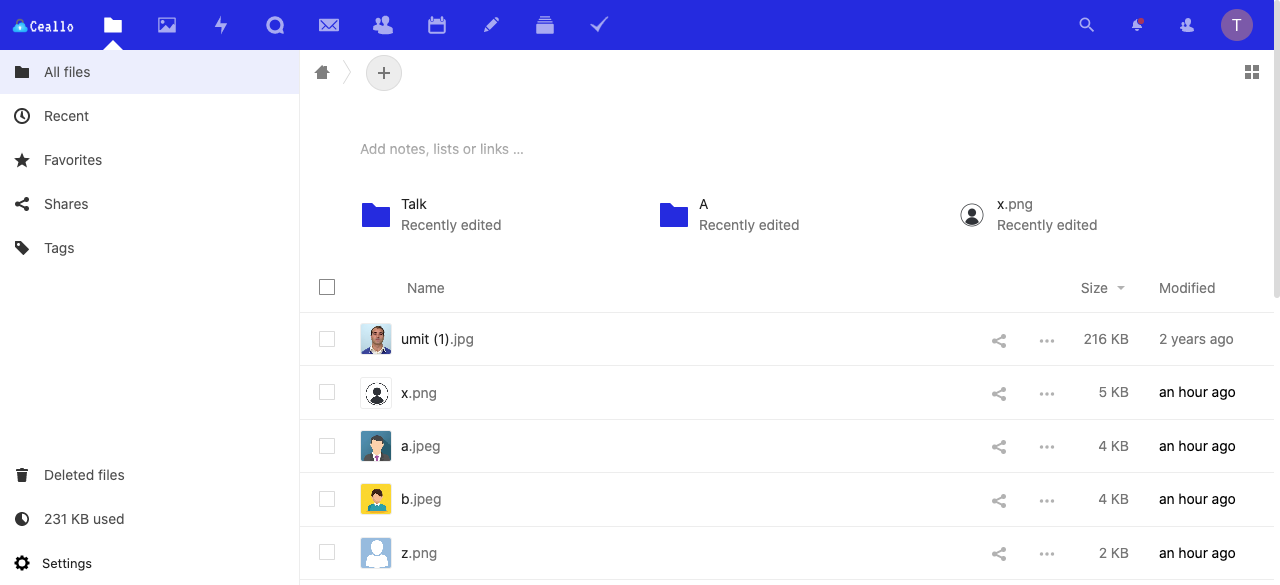 Ceallo
T
All files
Recent
Favorites
Shares
Tags
Deleted files
231 KB used
Settings
Add notes, lists or links ...
Talk
Recently edited
A
Recently edited
x.png
Recently edited
Name Size Modified
umit (1).jpg 216 KB 2 years ago
x.png 5 KB an hour ago
a.jpeg 4 KB an hour ago
b.jpeg 4 KB an hour ago
z.png 2 KB an hour ago